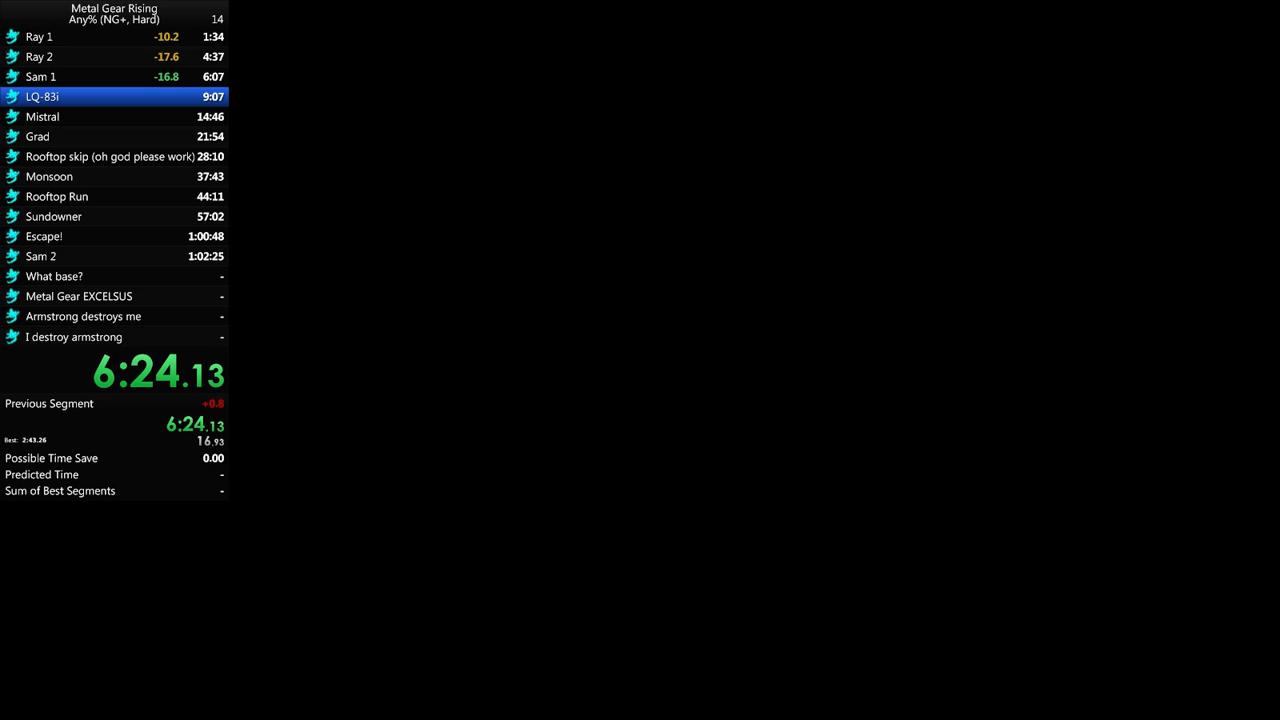 Metal Gear Rising
Any% (NG+, Hard) 14
Ray 1 -10.2 1:34
Ray 2 -17.6 4:37
Sam 1 -16.8 6:07
LQ-83i 9:07
Mistral 14:46
Grad 21:54
Rooftop skip (oh god please work) 28:10
Monsoon 37:43
Rooftop Run 44:11
Sundowner 57:02
Escape! 1:00:48
Sam 2 1:02:25
What base? -
Metal Gear EXCELSUS -
Armstrong destroys me -
I destroy armstrong -
6:24.13
Previous Segment +0.8
6:24.13
Best: 2:43.26 16.93
Possible Time Save 0.00
Predicted Time -
Sum of Best Segments -